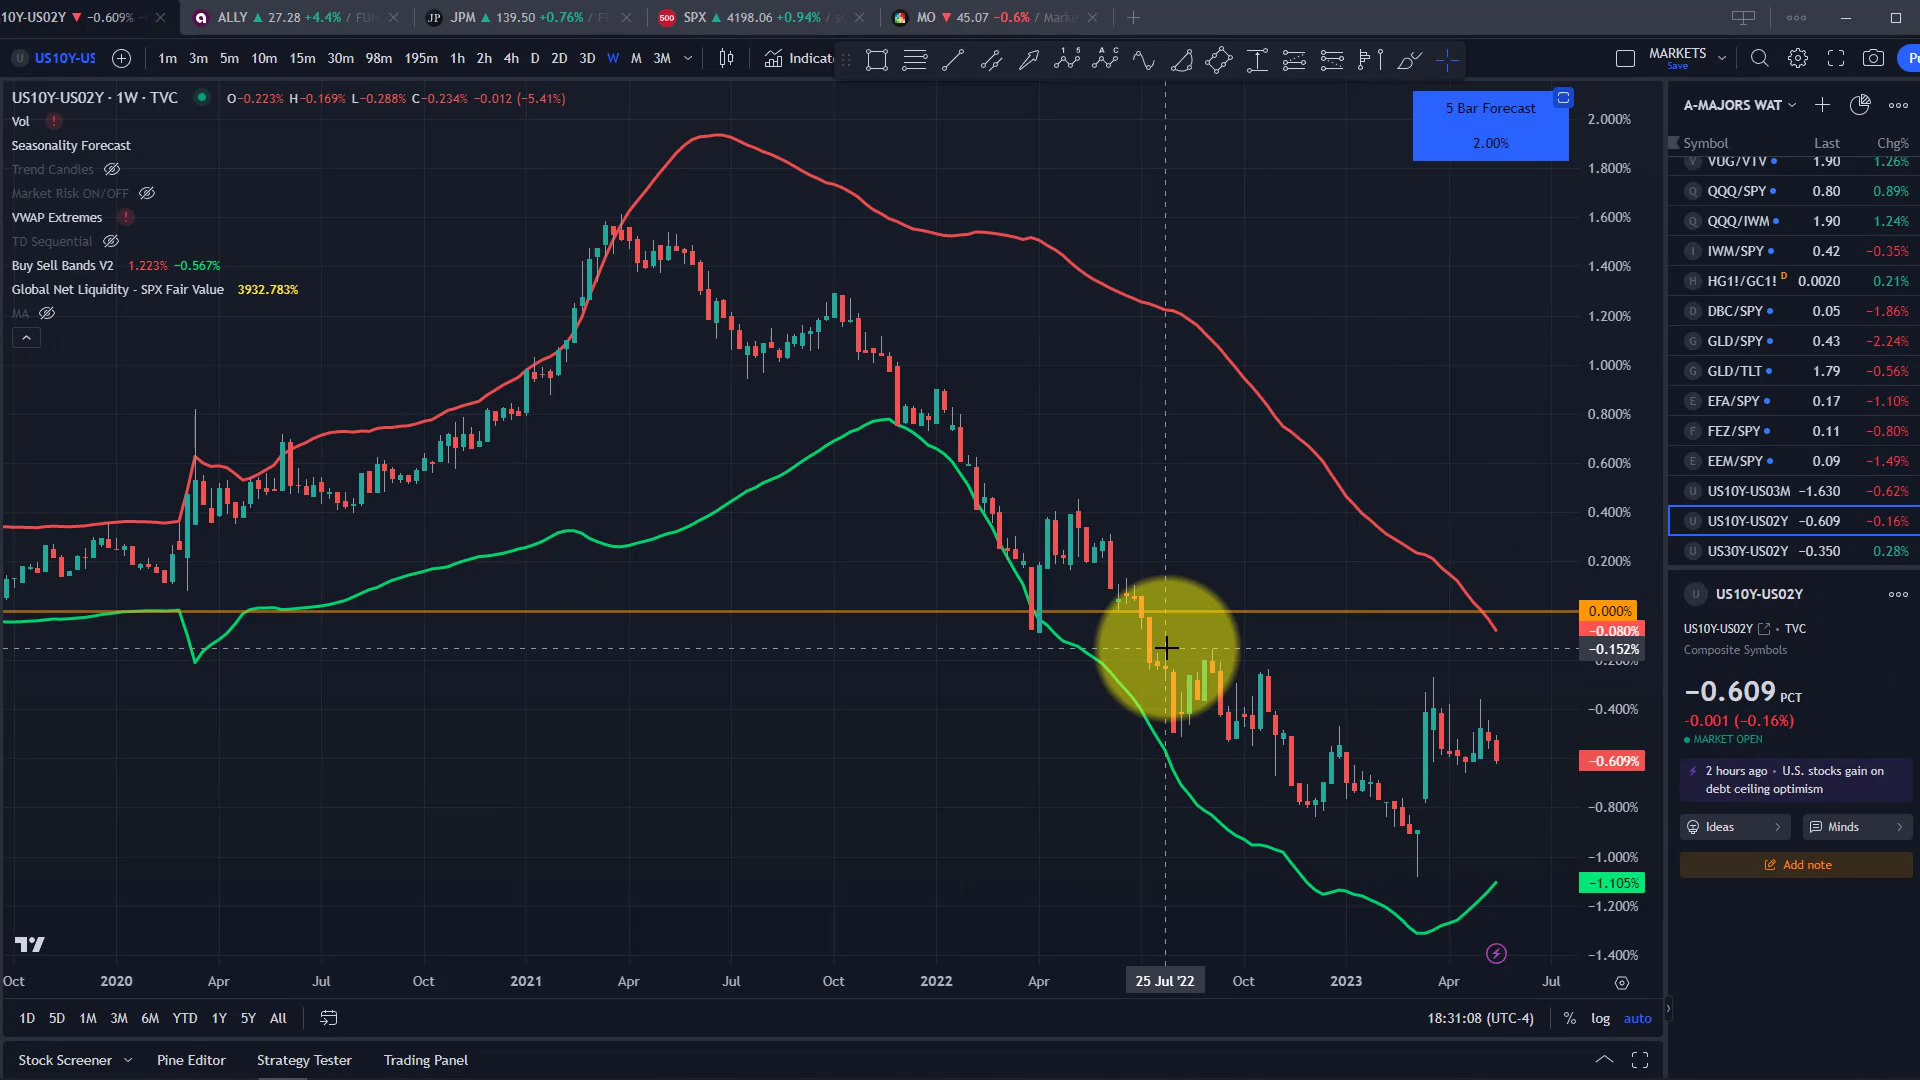 10Y-US02Y ▼ -0.609%
ALLY ▲ 27.28 +4.4% / FUN
JPM ▲ 139.50 +0.76% / FU
500 SPX ▲ 4198.06 +0.94% / s
MO ▼ 45.07 -0.6% / Marke
US10Y-US 1m 3m 5m 10m 15m 30m 98m 195m 1h 2h 4h D 2D 3D W M 3M Indicat
MARKETS
Save
Pu
US10Y-US02Y · 1W · TVC O-0.223% H-0.169% L-0.288% C-0.234% -0.012 (-5.41%)
Vol
Seasonality Forecast
Trend Candles
Market Risk ON/OFF
VWAP Extremes
TD Sequential
Buy Sell Bands V2 1.223% -0.567%
Global Net Liquidity - SPX Fair Value 3932.783%
MA
5 Bar Forecast
2.00%
2.000%
1.800%
1.600%
1.400%
1.200%
1.000%
0.800%
0.600%
0.400%
0.200%
0.000%
-0.080%
-0.152%
-0.200%
-0.400%
-0.609%
-0.800%
-1.000%
-1.105%
-1.200%
-1.400%
Oct 2020 Apr Jul Oct 2021 Apr Jul Oct 2022 Apr 25 Jul '22 Oct 2023 Apr Jul
1D 5D 1M 3M 6M YTD 1Y 5Y All
18:31:08 (UTC-4) % log auto
Stock Screener Pine Editor Strategy Tester Trading Panel
A-MAJORS WAT
Symbol Last Chg%
V VUG/VTV 1.90 1.26%
Q QQQ/SPY 0.80 0.89%
Q QQQ/IWM 1.90 1.24%
I IWM/SPY 0.42 -0.35%
H HG1!/GC1! D 0.0020 0.21%
D DBC/SPY 0.05 -1.86%
G GLD/SPY 0.43 -2.24%
G GLD/TLT 1.79 -0.56%
E EFA/SPY 0.17 -1.10%
F FEZ/SPY 0.11 -0.80%
E EEM/SPY 0.09 -1.49%
U US10Y-US03M -1.630 -0.62%
U US10Y-US02Y -0.609 -0.16%
U US30Y-US02Y -0.350 0.28%
U US10Y-US02Y
US10Y-US02Y • TVC
Composite Symbols
-0.609 PCT
-0.001 (-0.16%)
MARKET OPEN
2 hours ago • U.S. stocks gain on
debt ceiling optimism
Ideas
Minds
Add note